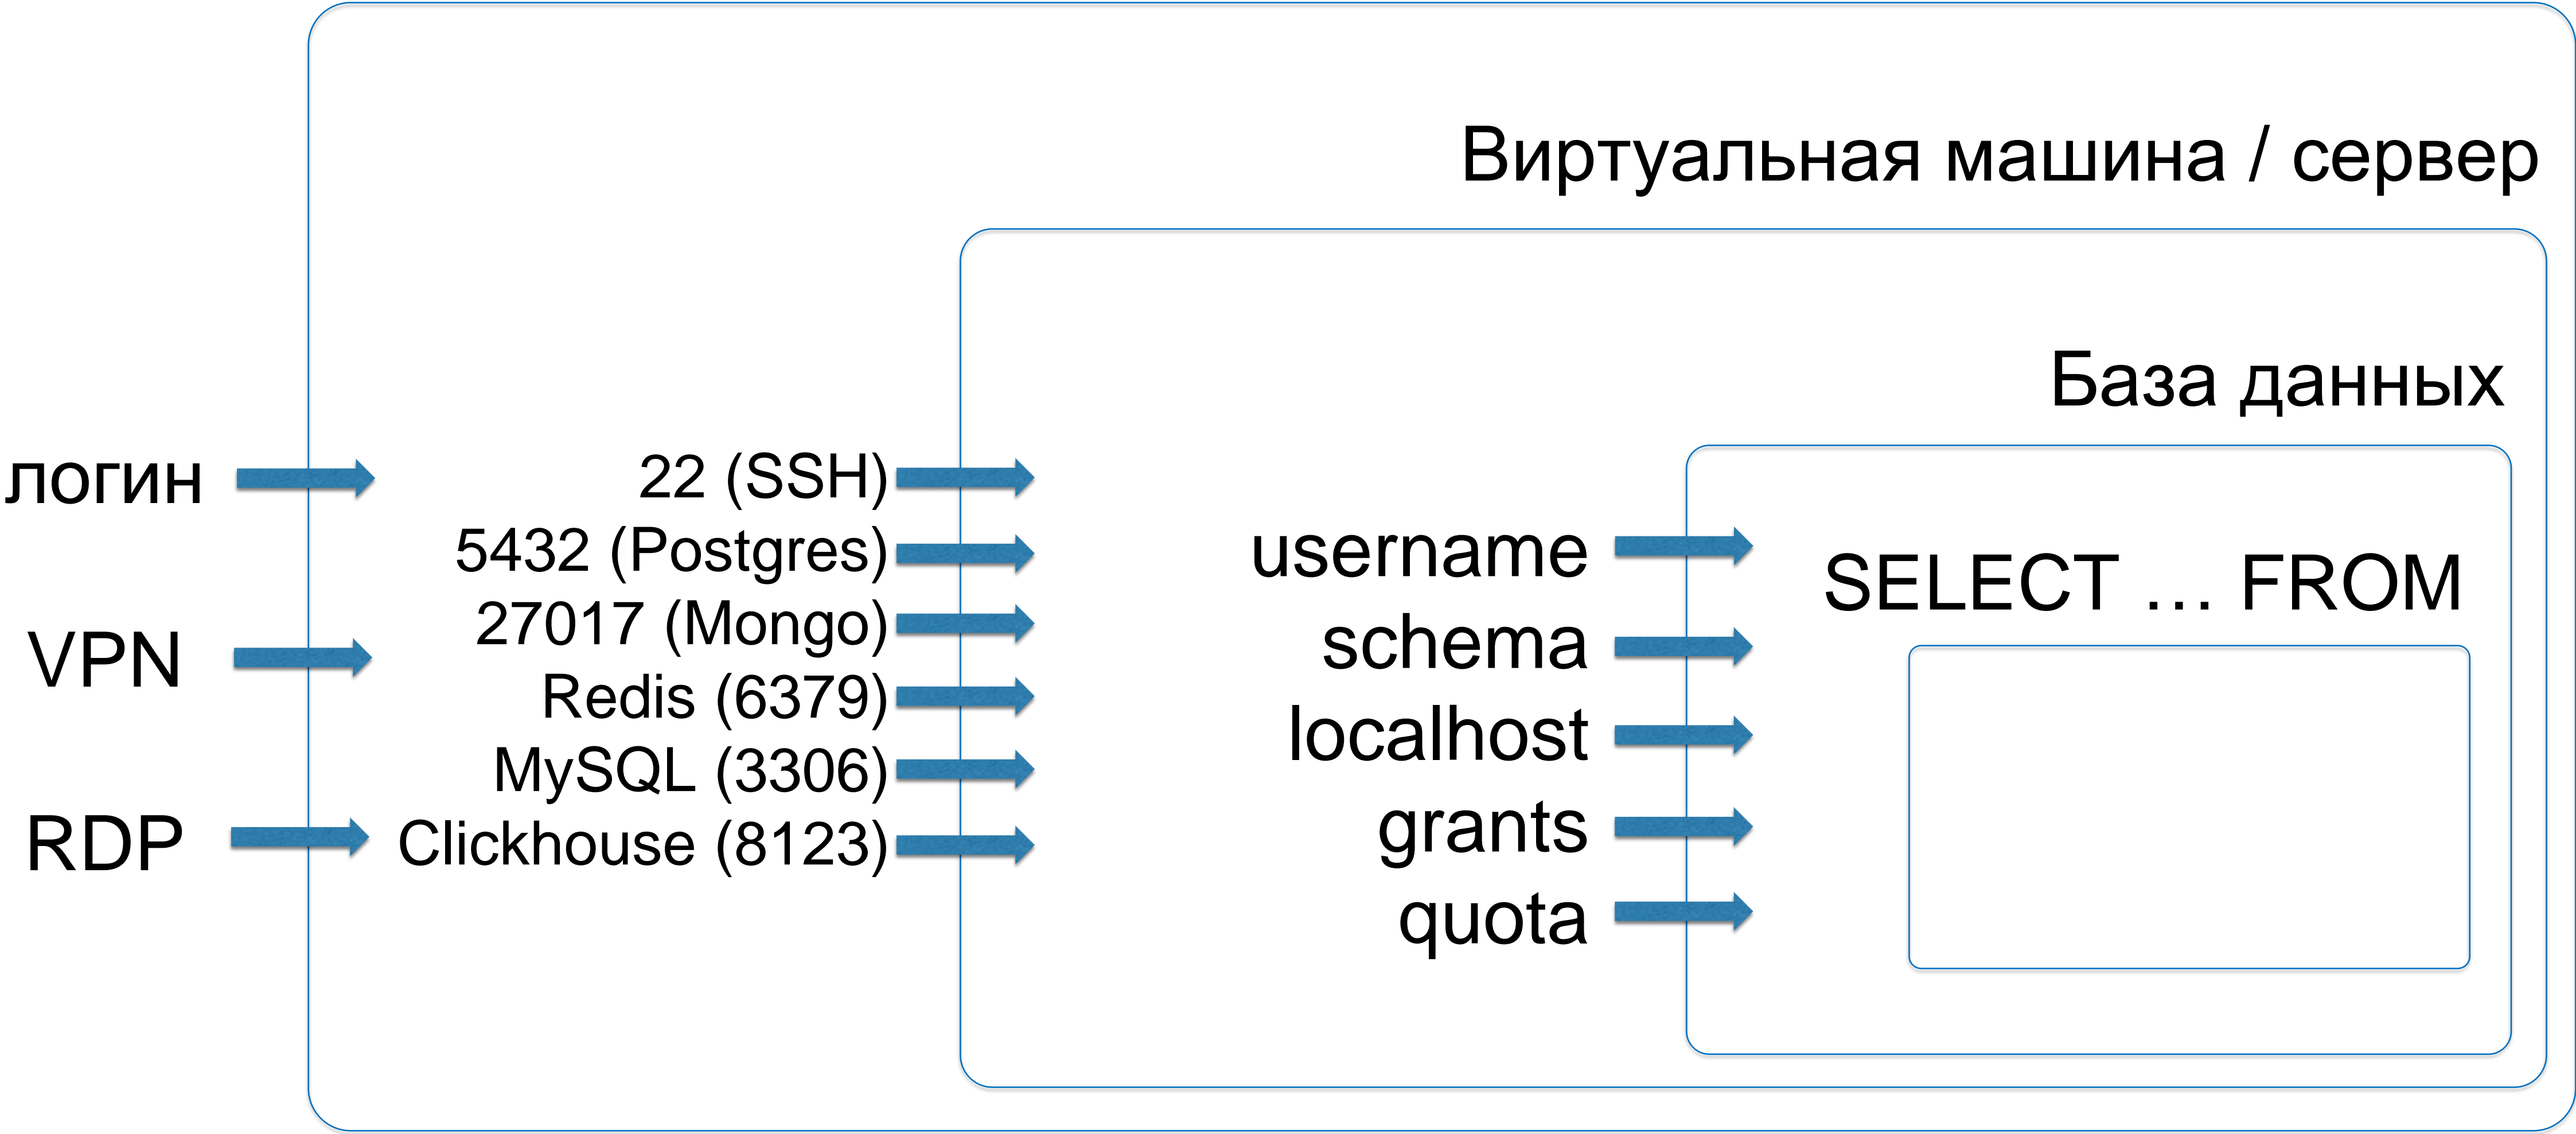 Виртуальная машина / сервер
База данных
логин
VPN
RDP
22 (SSH)
5432 (Postgres)
27017 (Mongo)
Redis (6379)
MySQL (3306)
Clickhouse (8123)
username
schema
localhost
grants
quota
SELECT … FROM